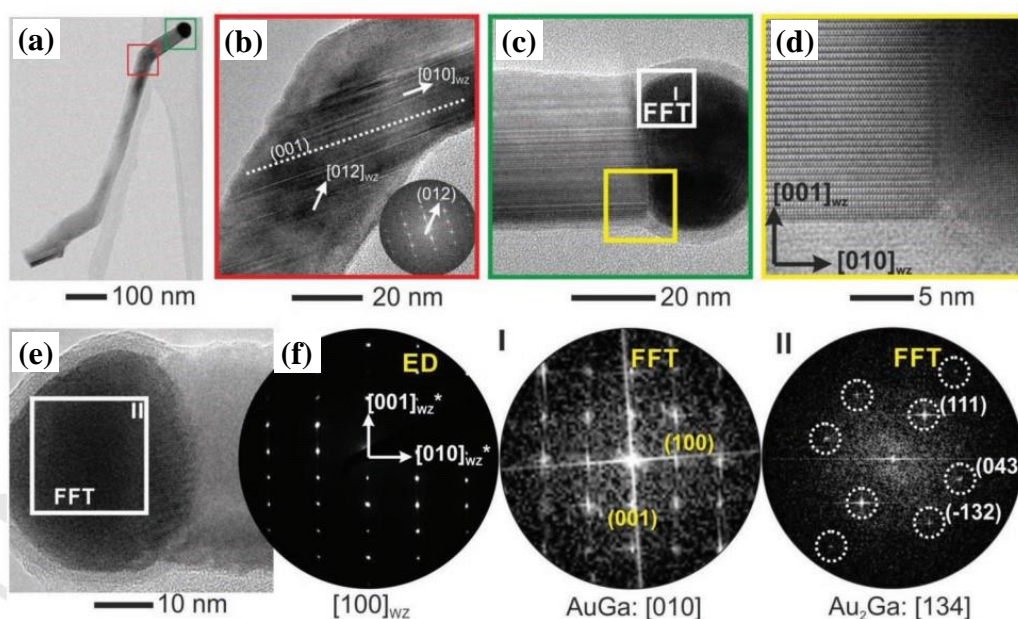 (a)
(b)
[010]wz
(001)
[012]wz
(012)
(c)
I
FFT
(d)
[001]wz
[010]wz
100 nm
20 nm
20 nm
5 nm
(e)
II
FFT
10 nm
(f)
ED
[001]wz*
[010]wz*
[100]wz
I
FFT
(100)
(001)
AuGa: [010]
II
FFT
(111)
(043)
(-132)
Au₂Ga: [134]